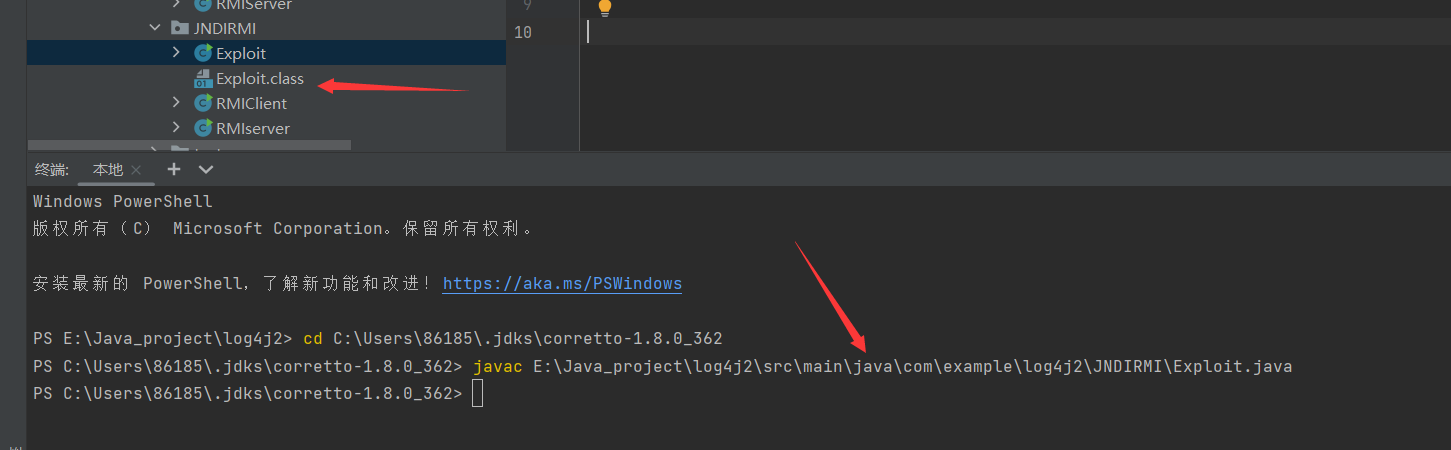 RMIServer
JNDIRMI
Exploit
Exploit.class
RMIClient
RMIserver
9
10
终端: 本地 × +
Windows PowerShell
版权所有（C） Microsoft Corporation。保留所有权利。
安装最新的 PowerShell，了解新功能和改进！https://aka.ms/PSWindows
PS E:\Java_project\log4j2> cd C:\Users\86185\.jdks\corretto-1.8.0_362
PS C:\Users\86185\.jdks\corretto-1.8.0_362> javac E:\Java_project\log4j2\src\main\java\com\example\log4j2\JNDIRMI\Exploit.java
PS C:\Users\86185\.jdks\corretto-1.8.0_362>